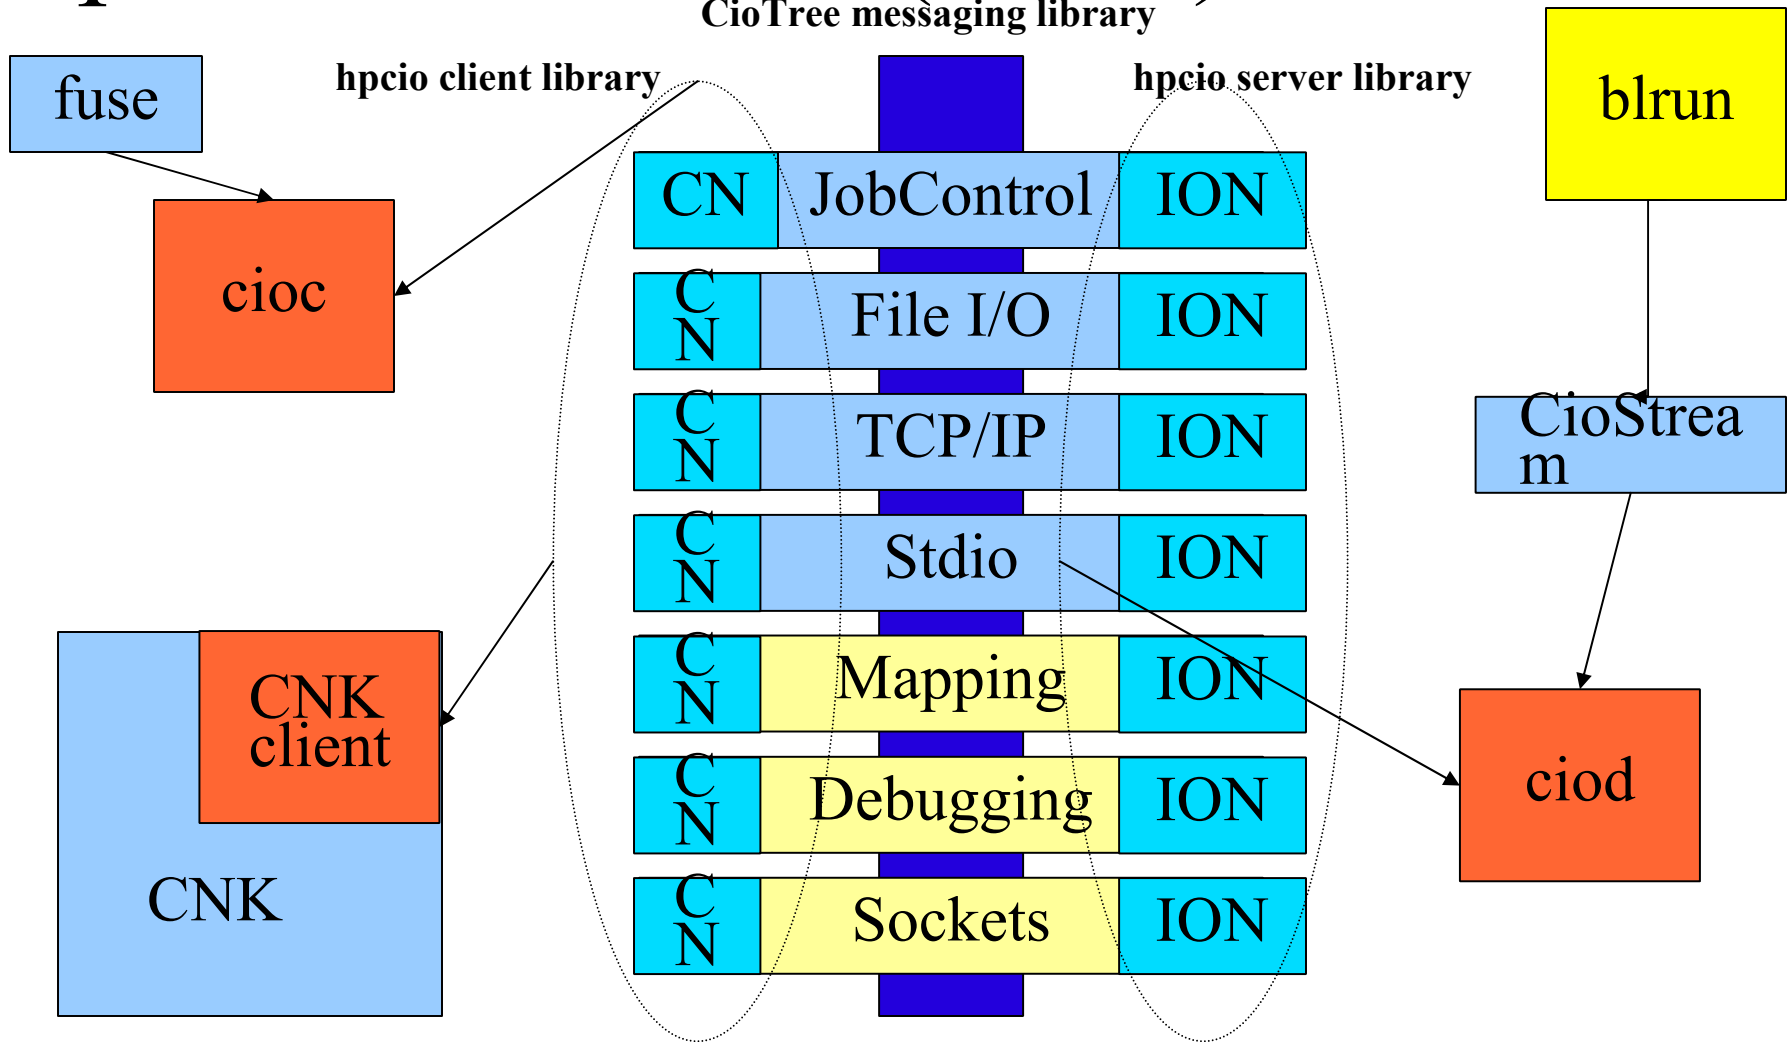 CioTree messaging library
hpcio client library
hpcio server library
fuse
blrun
cioc
CN JobControl ION
C
N
File I/O ION
C
N
TCP/IP ION
CioStrea
m
C
N
Stdio ION
C
N
Mapping ION
CNK
client
C
N
Debugging ION
ciod
CNK
C
N
Sockets ION